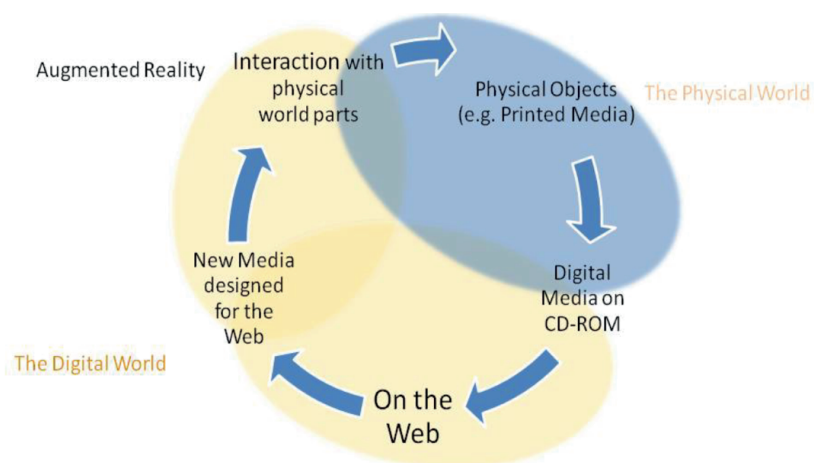 Augmented Reality
Interaction with
physical
world parts
Physical Objects
(e.g. Printed Media)
The Physical World
Digital
Media on
CD-ROM
On the
Web
New Media
designed
for the
Web
The Digital World